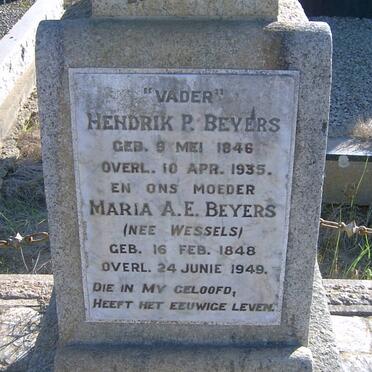 "VADER"
HENDRIK P. BEYERS
GEB. 9 MEI 1846
OVERL. 10 APR. 1935.
EN ONS MOEDER
MARIA A.E. BEYERS
(NEE WESSELS)
GEB. 16 FEB. 1848
OVERL. 24 JUNIE 1949.
DIE IN MY GELOOFD,
HEEFT HET EEUWIGE LEVEN.